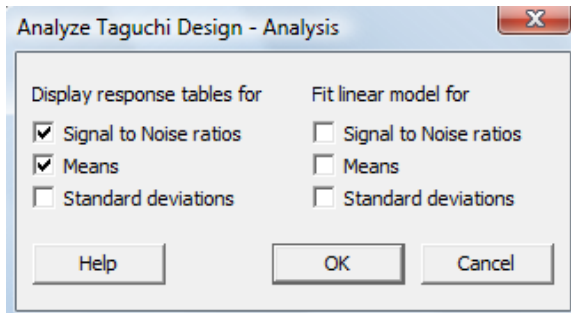 Analyze Taguchi Design - Analysis
Display response tables for
Fit linear model for
Signal to Noise ratios
Signal to Noise ratios
Means
Means
Standard deviations
Standard deviations
Help
OK
Cancel